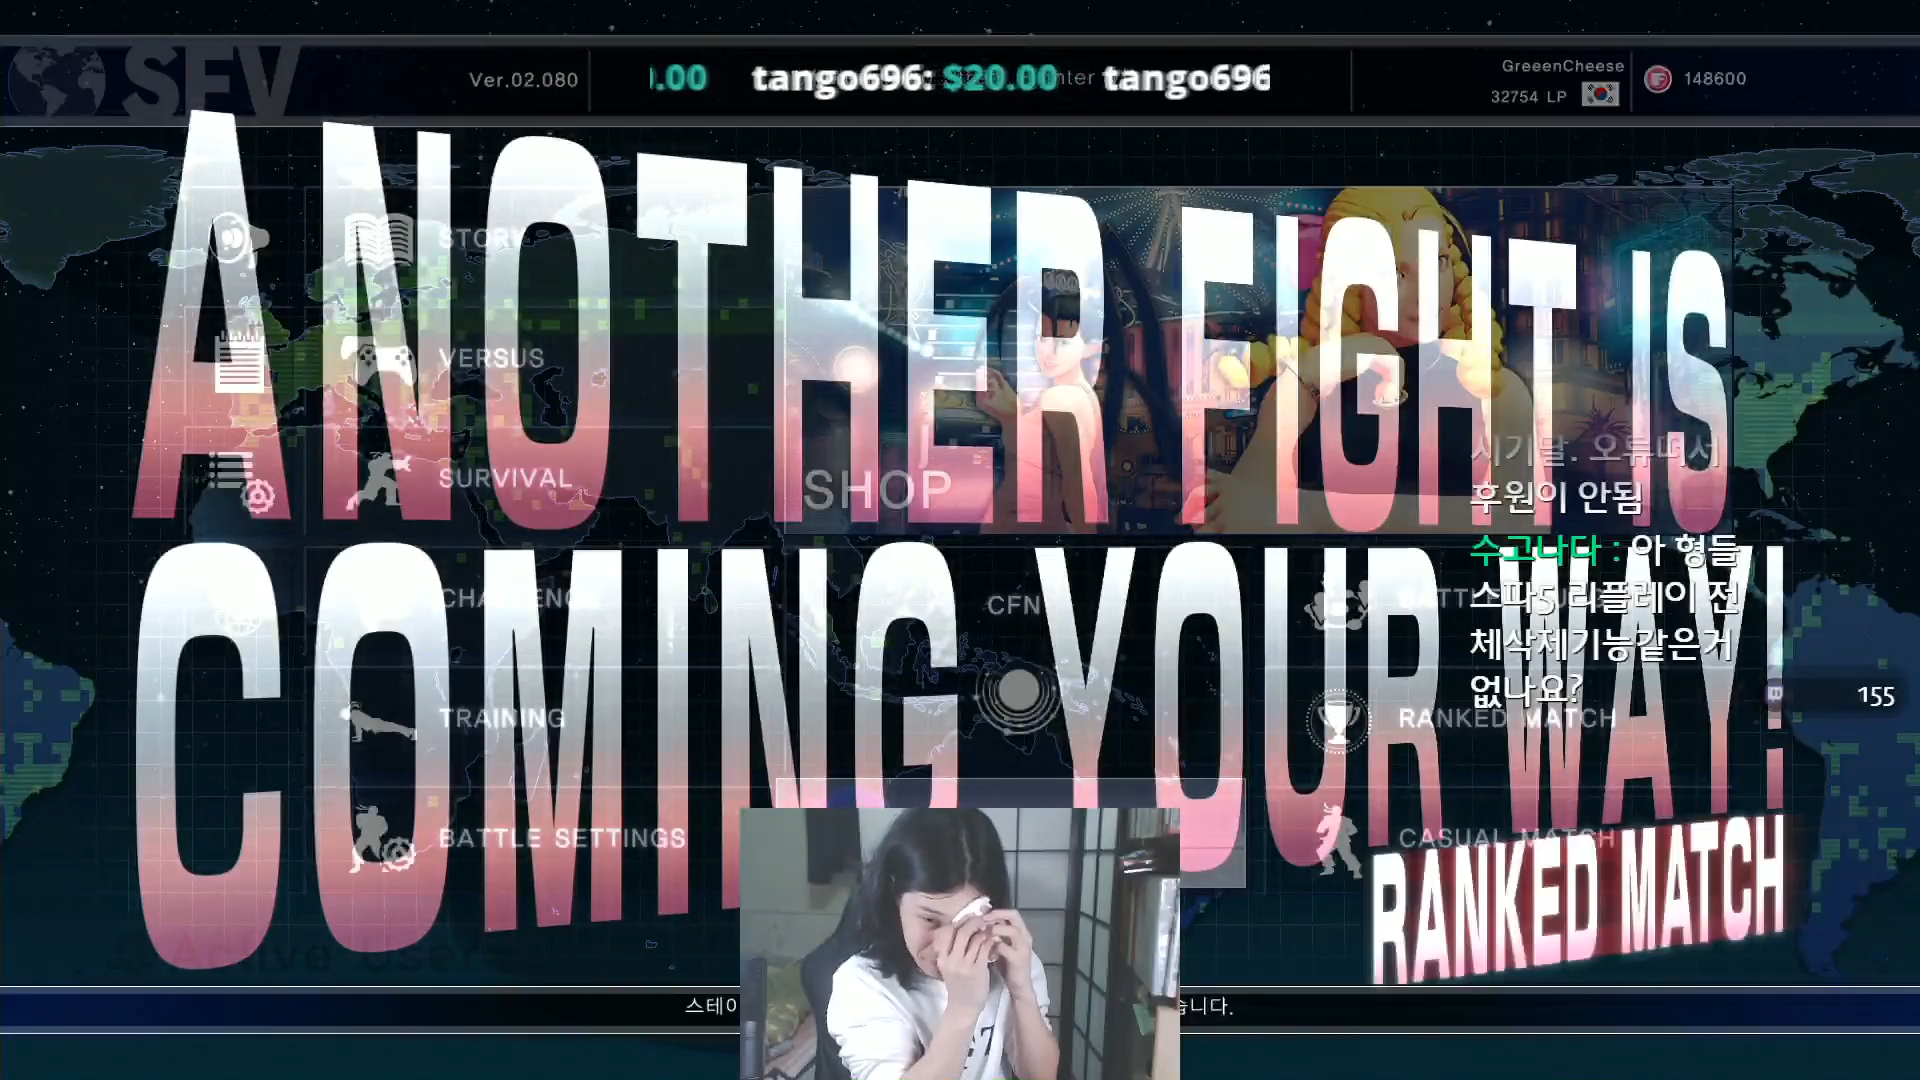 SFV
Ver.02.080
).00 tango696: $20.00 tango696
GreeenCheese
32754 LP
148600
ANOTHER FIGHT IS
COMING YOUR WAY!
RANKED MATCH
STORY
VERSUS
SURVIVAL
SHOP
CHALLENGE
CFN
TRAINING
RANKED MATCH
BATTLE SETTINGS
CASUAL MATCH
시기할. 오류떠서
후원이 안됨
수고나다 : 아 형들
스파5 리플레이 전
체삭제기능같은거
없나요?
155
Active User
스테이
습니다.